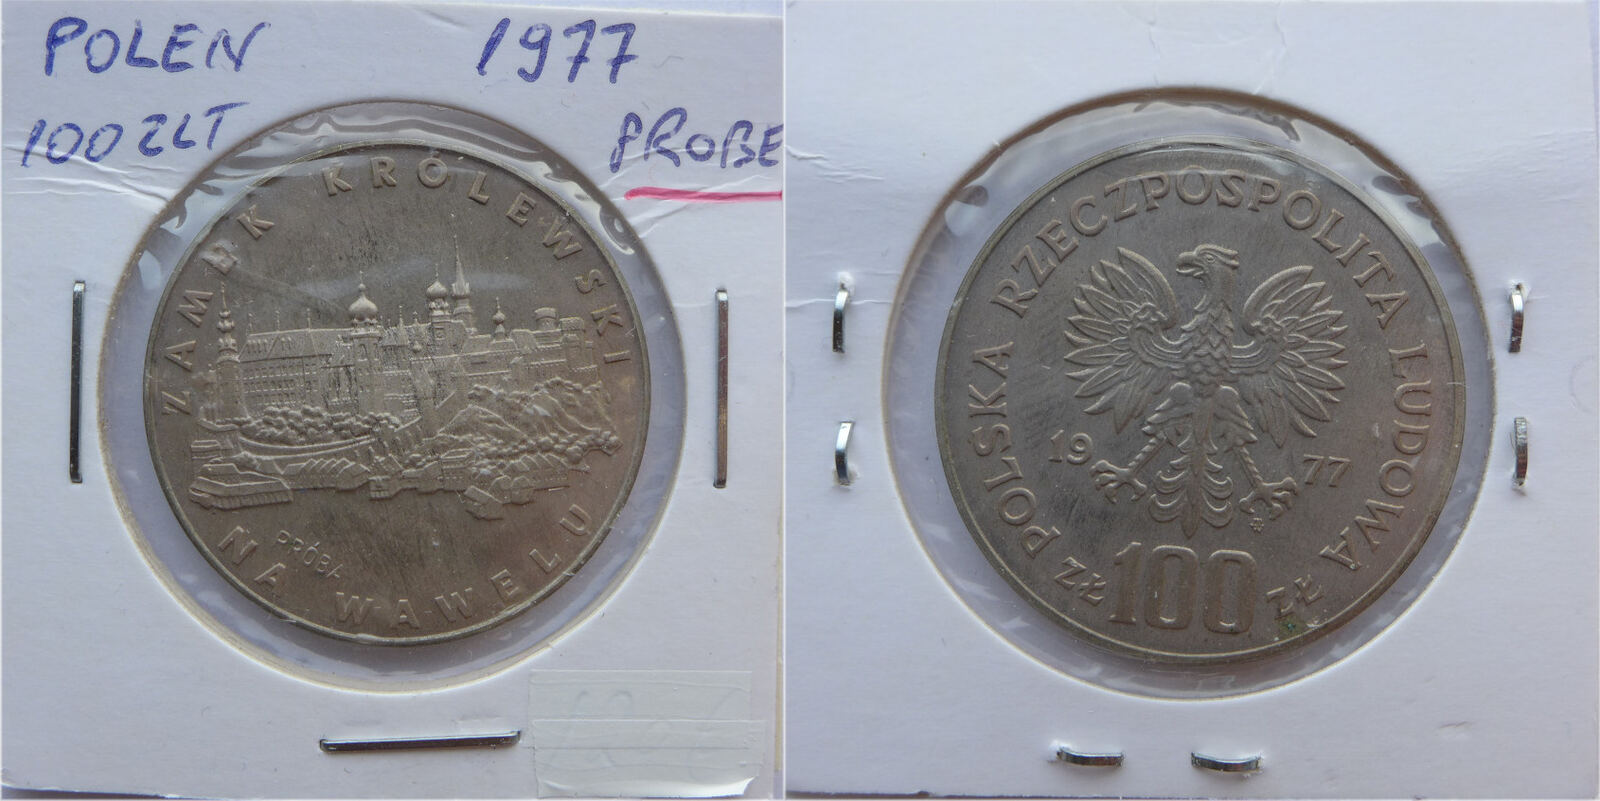 POLEN 1977
100 ZLT PROBE
ZAMEK KRÓLEWSKI
NA WAWELU
PRÓBA
POLSKA RZECZPOSPOLITA LUDOWA
19 77
ZŁ 100 ZŁ